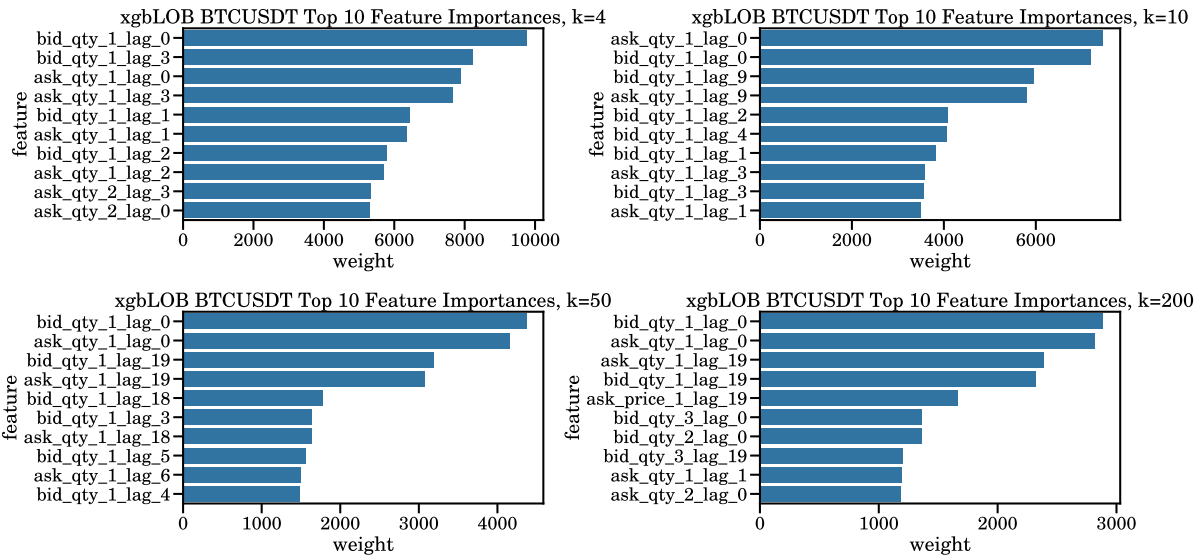 xgbLOB BTCUSDT Top 10 Feature Importances, k=4
feature
bid_qty_1_lag_0
bid_qty_1_lag_3
ask_qty_1_lag_0
ask_qty_1_lag_3
bid_qty_1_lag_1
ask_qty_1_lag_1
bid_qty_1_lag_2
ask_qty_1_lag_2
ask_qty_2_lag_3
ask_qty_2_lag_0
0 2000 4000 6000 8000 10000
weight
xgbLOB BTCUSDT Top 10 Feature Importances, k=10
feature
ask_qty_1_lag_0
bid_qty_1_lag_0
bid_qty_1_lag_9
ask_qty_1_lag_9
bid_qty_1_lag_2
bid_qty_1_lag_4
bid_qty_1_lag_1
ask_qty_1_lag_3
bid_qty_1_lag_3
ask_qty_1_lag_1
0 2000 4000 6000
weight
xgbLOB BTCUSDT Top 10 Feature Importances, k=50
feature
bid_qty_1_lag_0
ask_qty_1_lag_0
bid_qty_1_lag_19
ask_qty_1_lag_19
bid_qty_1_lag_18
bid_qty_1_lag_3
ask_qty_1_lag_18
bid_qty_1_lag_5
ask_qty_1_lag_6
bid_qty_1_lag_4
0 1000 2000 3000 4000
weight
xgbLOB BTCUSDT Top 10 Feature Importances, k=200
feature
bid_qty_1_lag_0
ask_qty_1_lag_0
ask_qty_1_lag_19
bid_qty_1_lag_19
ask_price_1_lag_19
bid_qty_3_lag_0
bid_qty_2_lag_0
bid_qty_3_lag_19
ask_qty_1_lag_1
ask_qty_2_lag_0
0 1000 2000 3000
weight